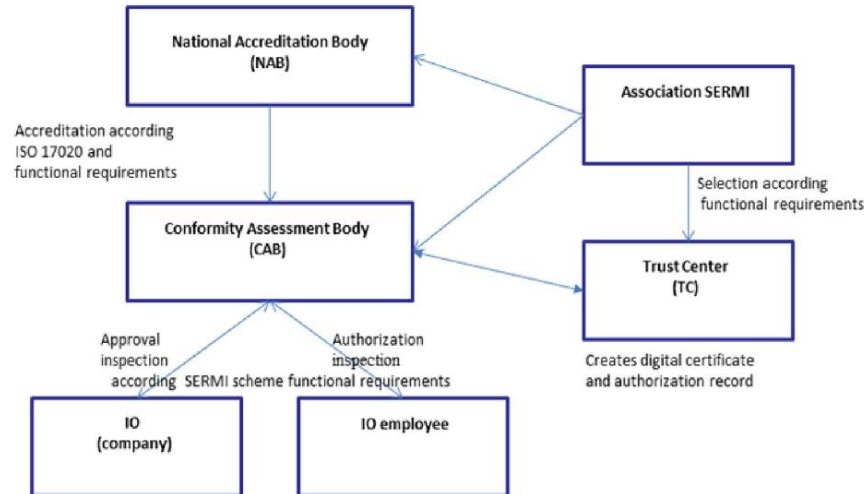 National Accreditation Body
(NAB)
Association SERMI
Accreditation according
ISO 17020 and
functional requirements
Selection according
functional requirements
Conformity Assessment Body
(CAB)
Trust Center
(TC)
Approval
inspection
according SERMI scheme functional requirements
Authorization
inspection
Creates digital certificate
and authorization record
IO
(company)
IO employee